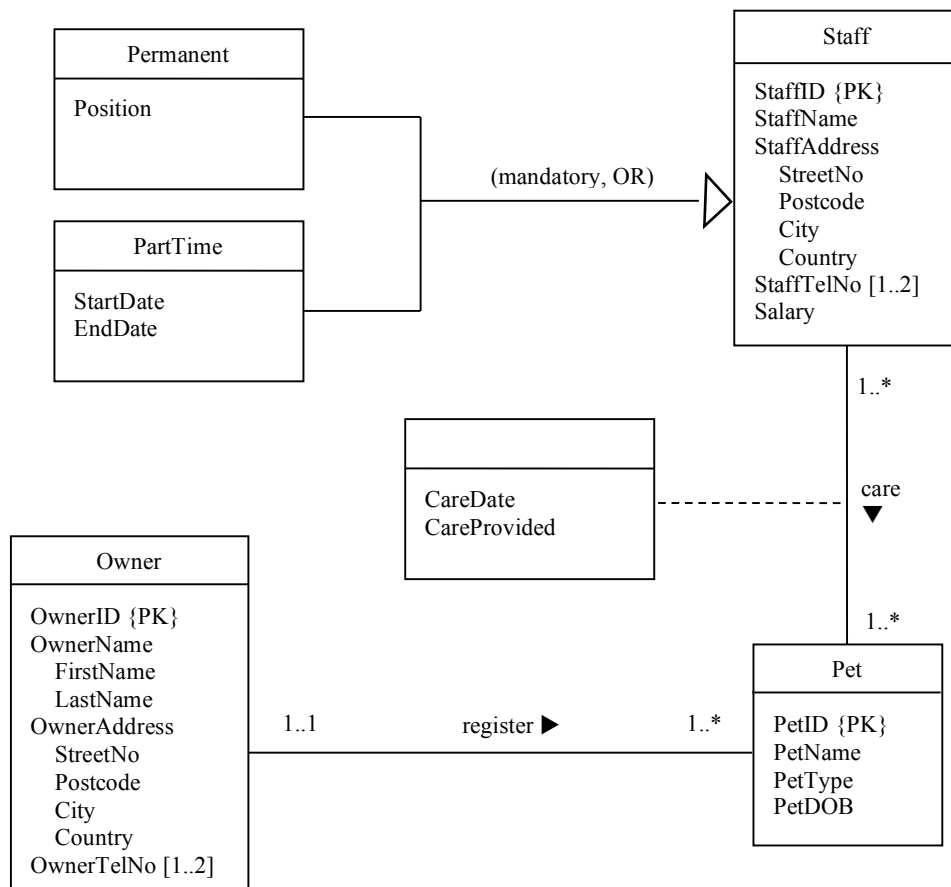 Permanent
Position
PartTime
StartDate
EndDate
(mandatory, OR)
Staff
StaffID {PK}
StaffName
StaffAddress
StreetNo
Postcode
City
Country
StaffTelNo [1..2]
Salary
1..*
care
1..*
CareDate
CareProvided
Owner
OwnerID {PK}
OwnerName
FirstName
LastName
OwnerAddress
StreetNo
Postcode
City
Country
OwnerTelNo [1..2]
1..1
register
1..*
Pet
PetID {PK}
PetName
PetType
PetDOB